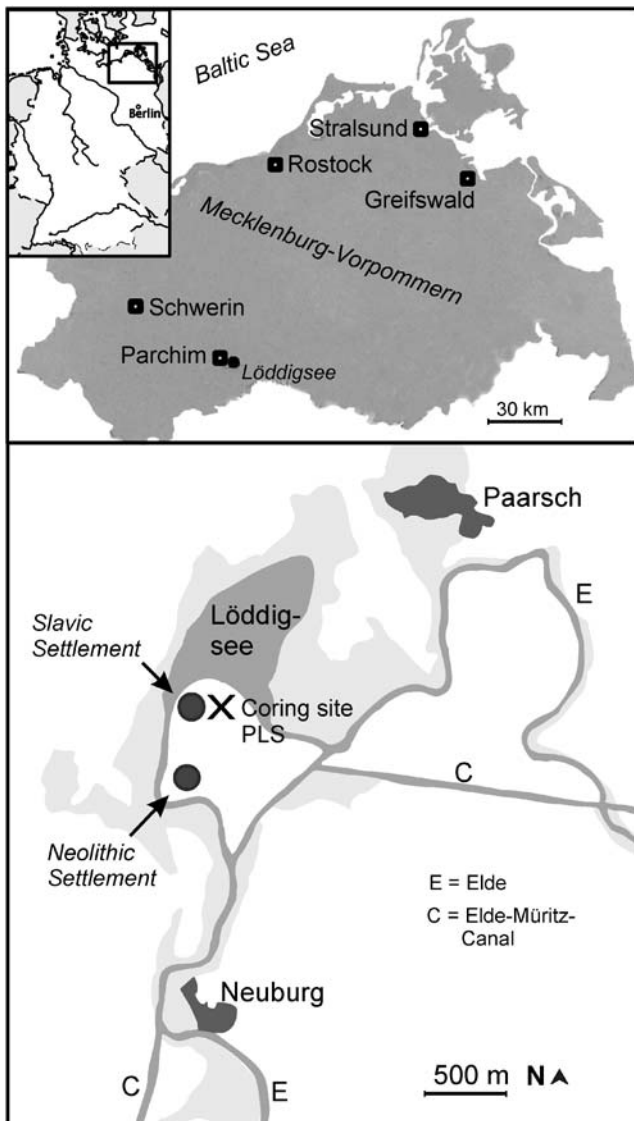 Baltic Sea
Berlin
Stralsund
Rostock
Greifswald
Mecklenburg-Vorpommern
Schwerin
Parchim
Löddigsee
30 km
Paarsch
E
Löddig-
see
Slavic
Settlement
Coring site
PLS
C
Neolithic
Settlement
E = Elde
C = Elde-Müritz-
Canal
Neuburg
500 m N
C
E